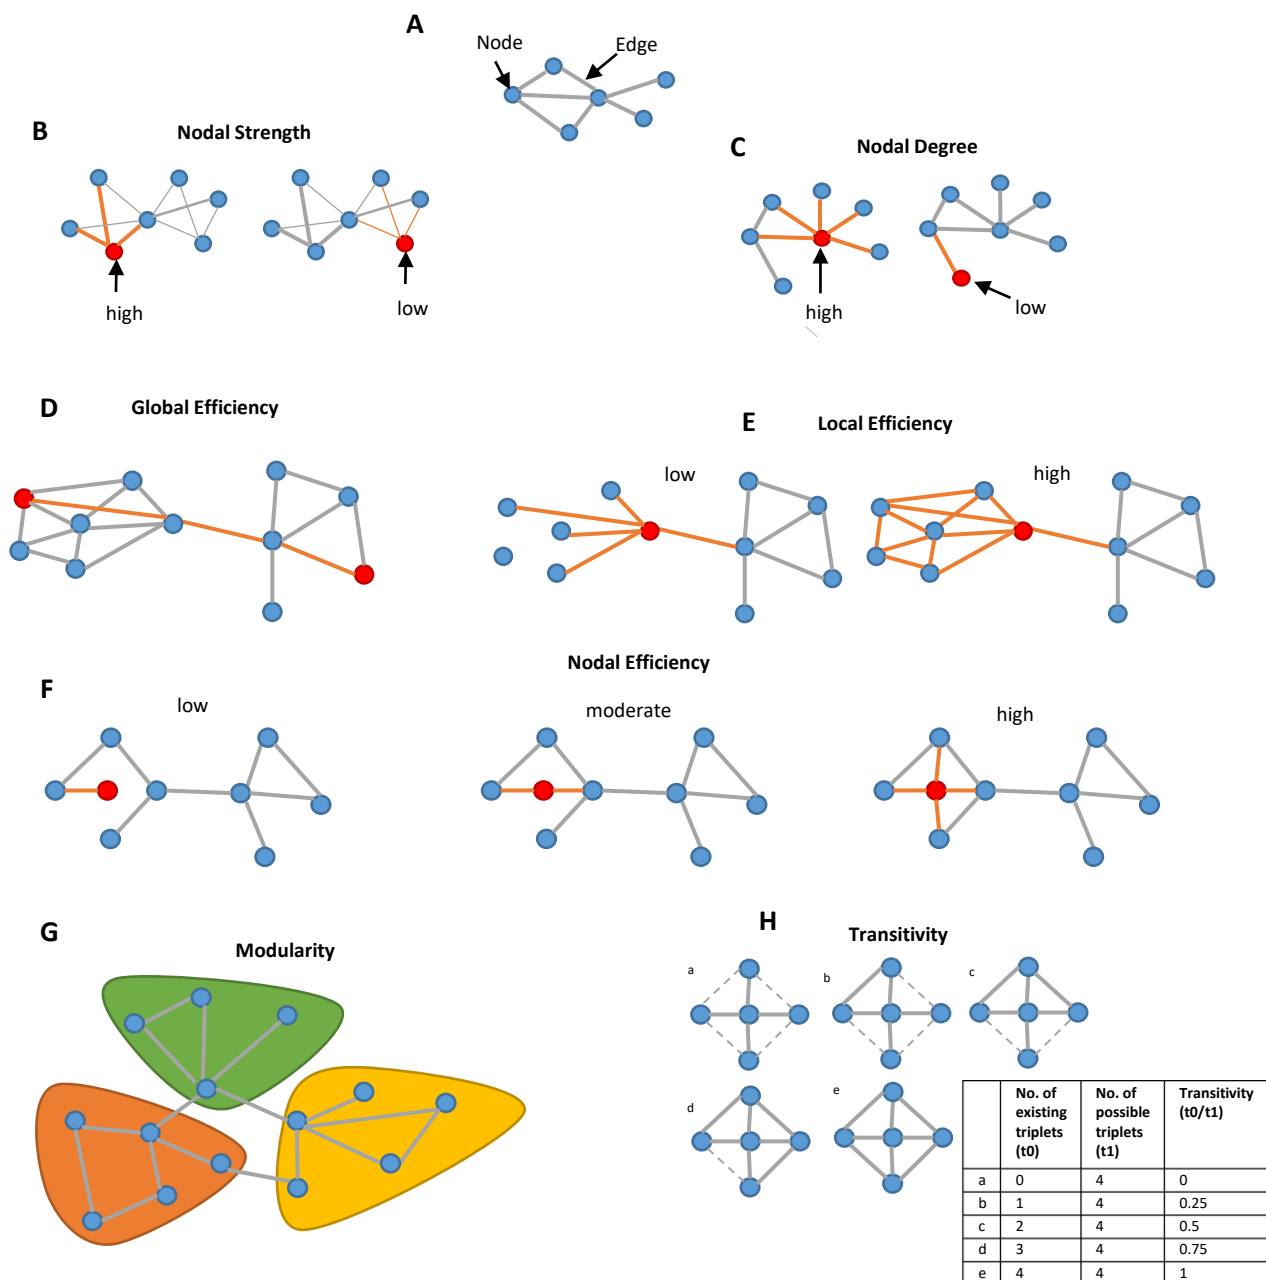 A
Node
Edge
B
Nodal Strength
C
Nodal Degree
high
low
high
low
D
Global Efficiency
E
Local Efficiency
low
high
Nodal Efficiency
F
low
moderate
high
G
Modularity
H
Transitivity
a
b
c
d
e
No. of existing triplets (t0)
No. of possible triplets (t1)
Transitivity (t0/t1)
a 0 4 0
b 1 4 0.25
c 2 4 0.5
d 3 4 0.75
e 4 4 1